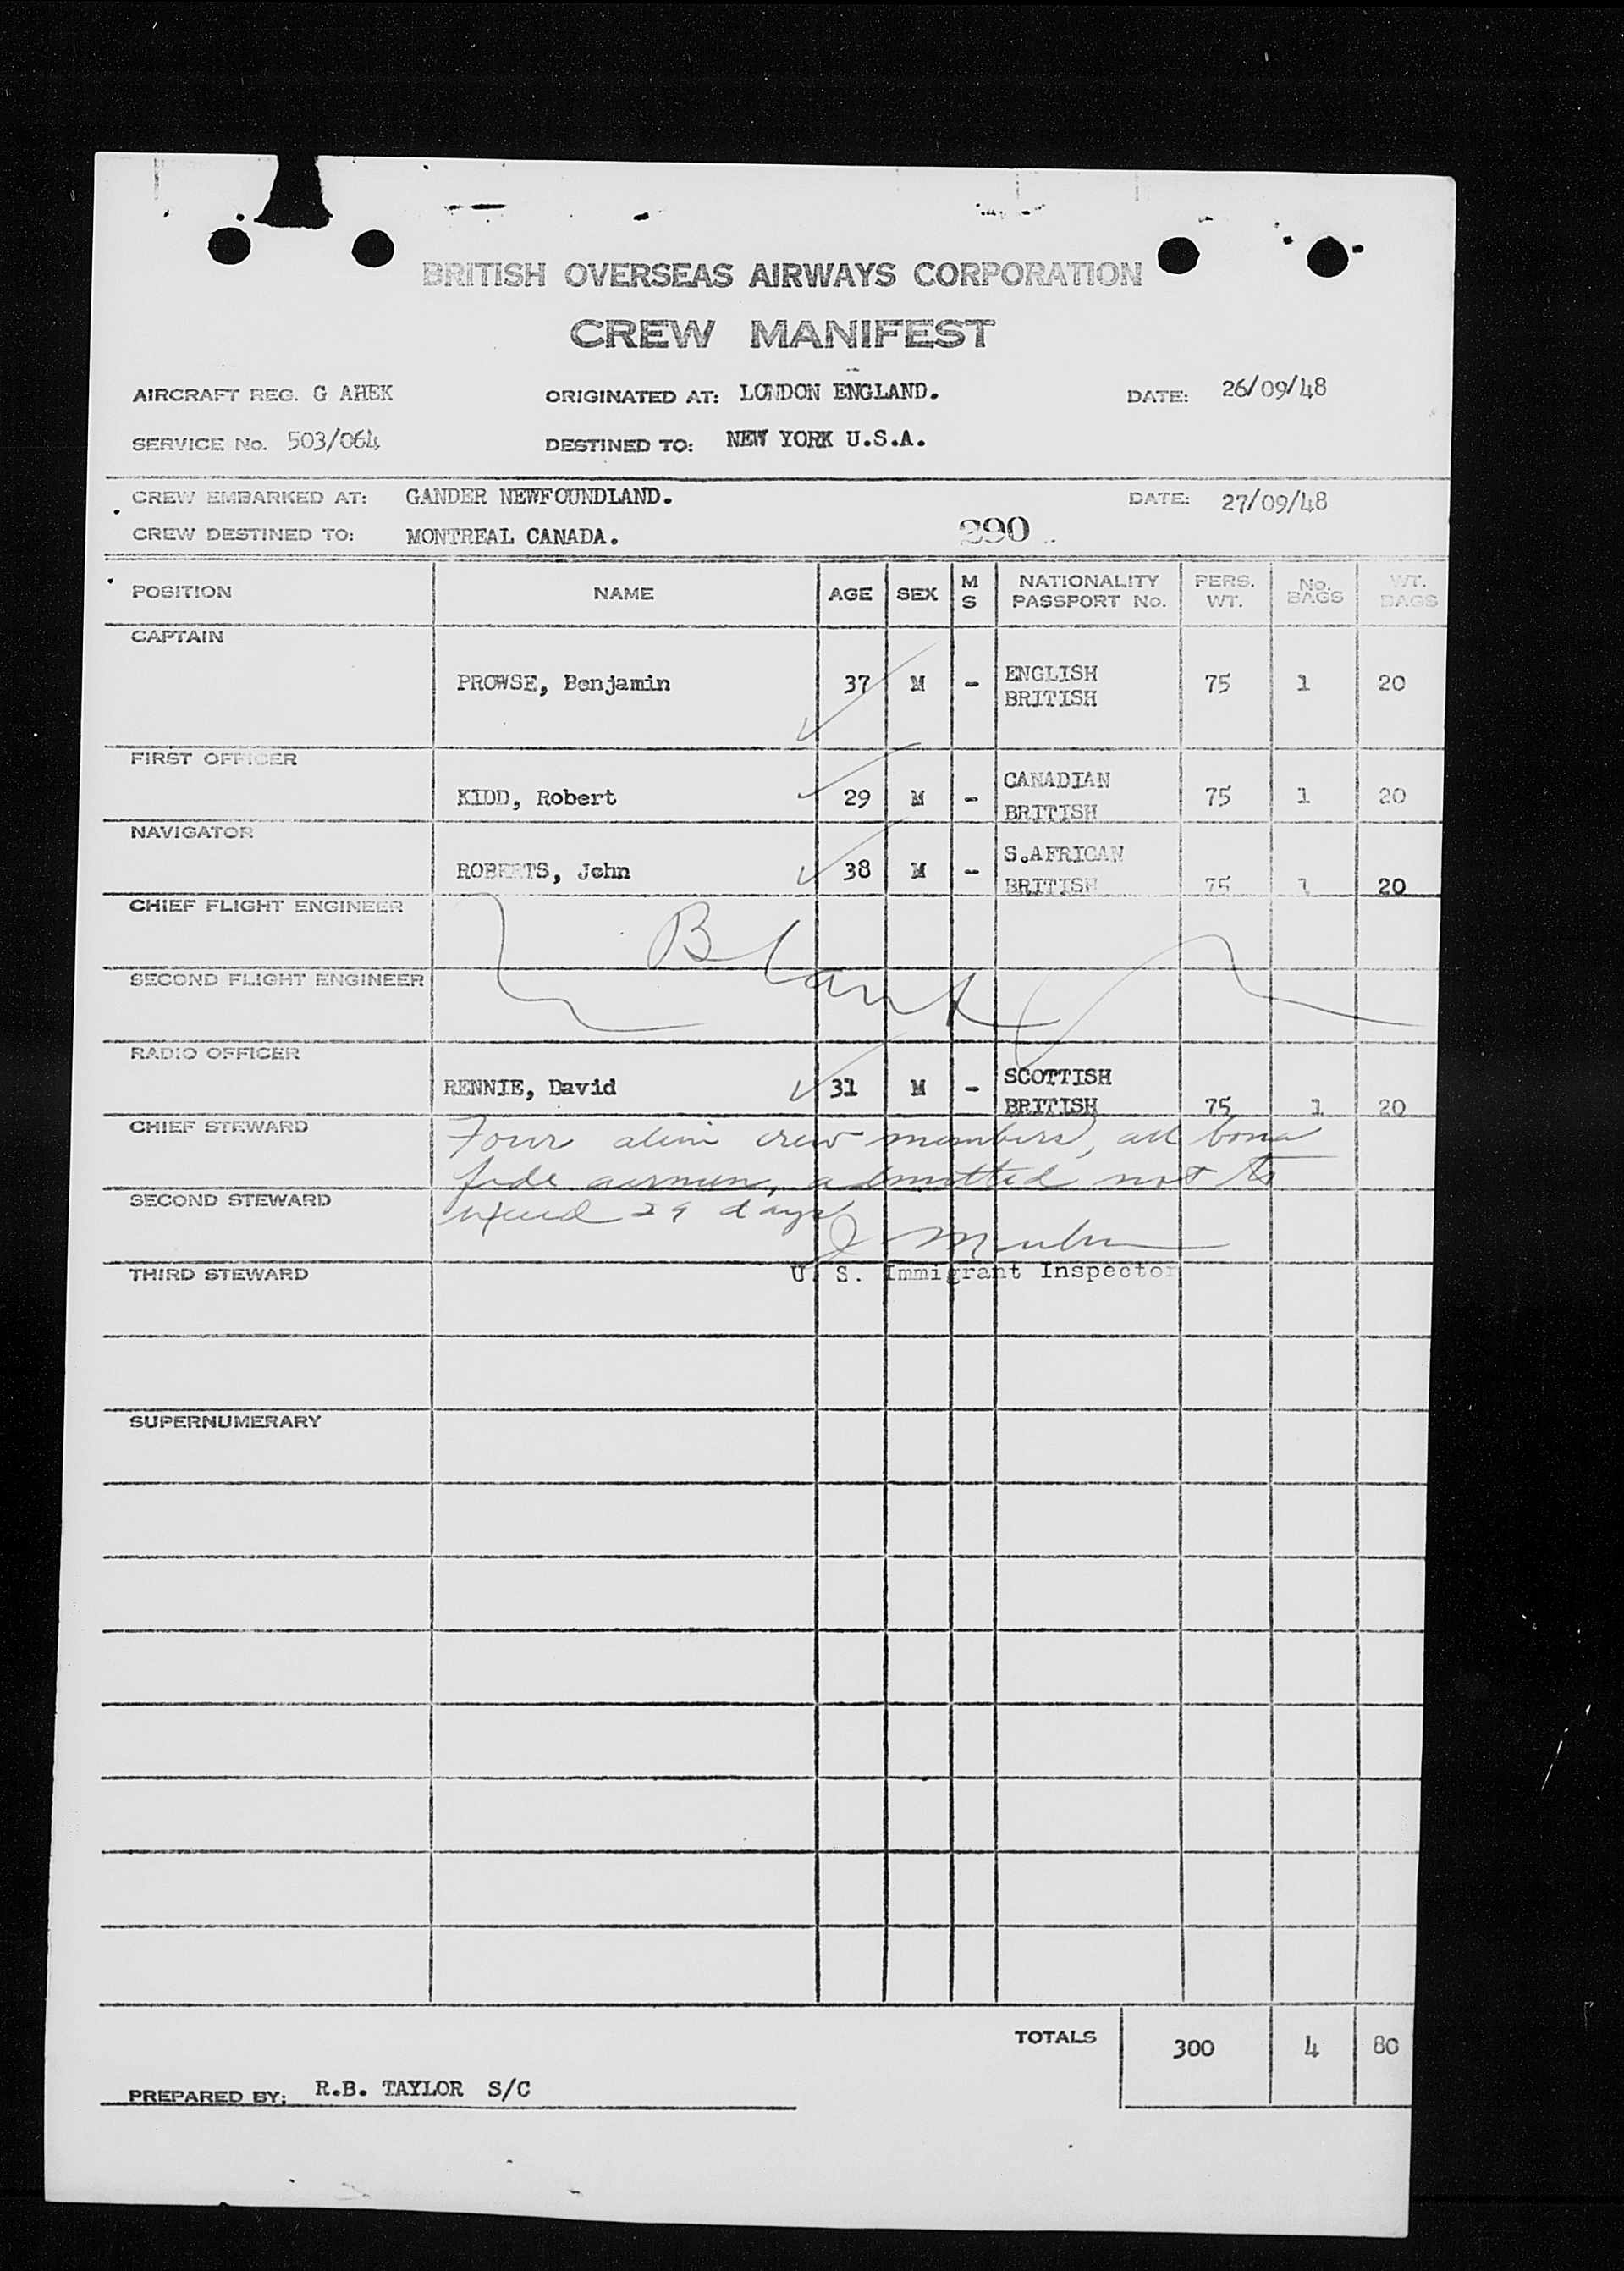 BRITISH OVERSEAS AIRWAYS CORPORATION
CREW MANIFEST
AIRCRAFT REG. G AHEK ORIGINATED AT: LONDON ENGLAND. DATE: 26/09/48
SERVICE No. 503/064 DESTINED TO: NEW YORK U.S.A.
CREW EMBARKED AT: GANDER NEWFOUNDLAND. DATE: 27/09/48
CREW DESTINED TO: MONTREAL CANADA. 290
POSITION NAME AGE SEX M S NATIONALITY PASSPORT No. PERS. WT. No. BAGS WT. BAGS
CAPTAIN
PROWSE, Benjamin 37 M - ENGLISH BRITISH 75 1 20
FIRST OFFICER
KIDD, Robert 29 M - CANADIAN BRITISH 75 1 20
NAVIGATOR
ROBERTS, John 38 M - S.AFRICAN BRITISH 75 1 20
CHIEF FLIGHT ENGINEER
Blank
SECOND FLIGHT ENGINEER
RADIO OFFICER
RENNIE, David 31 M - SCOTTISH BRITISH 75 1 20
CHIEF STEWARD
Four alien crew members, all bona
fide airmen, admitted not to
SECOND STEWARD
exceed 29 days
THIRD STEWARD
U. S. Immigrant Inspector
SUPERNUMERARY
TOTALS 300 4 80
PREPARED BY; R.B. TAYLOR S/C